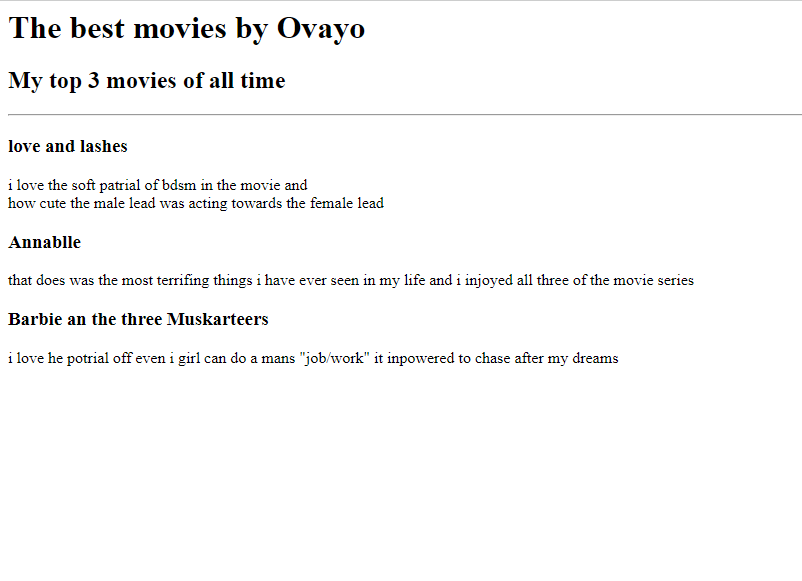 The best movies by Ovayo
My top 3 movies of all time
love and lashes
i love the soft patrial of bdsm in the movie and
how cute the male lead was acting towards the female lead
Annablle
that does was the most terrifing things i have ever seen in my life and i injoyed all three of the movie series
Barbie an the three Muskarteers
i love he potrial off even i girl can do a mans "job/work" it inpowered to chase after my dreams